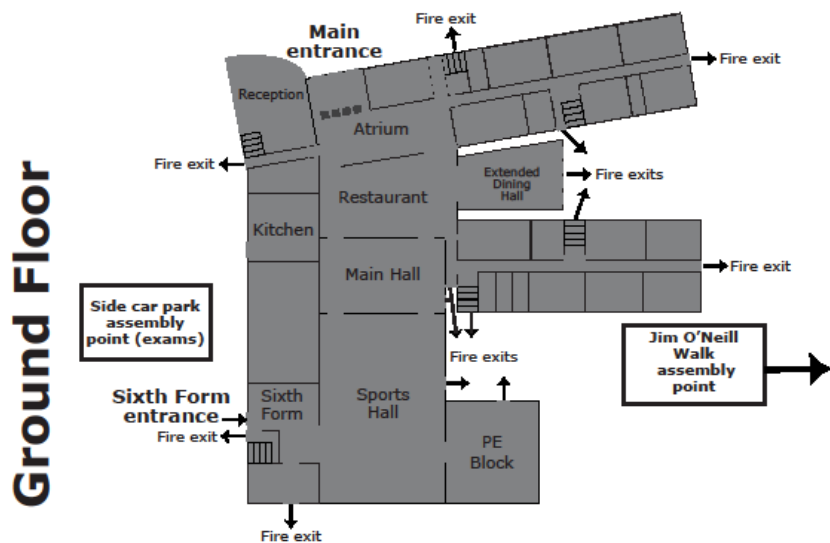 Ground Floor
Fire exit
Main
entrance
Fire exit
Reception
Atrium
Fire exit
Fire exits
Extended
Dining
Hall
Restaurant
Kitchen
Main Hall
Fire exit
Side car park
assembly
point (exams)
Jim O'Neill
Walk
assembly
point
Fire exits
Sixth Form
entrance
Sixth
Form
Sports
Hall
Fire exit
PE
Block
Fire exit